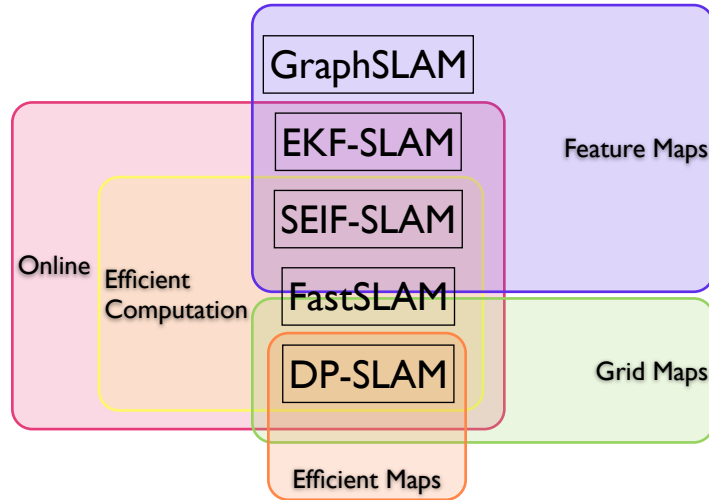 GraphSLAM
EKF-SLAM
Feature Maps
SEIF-SLAM
Online
Efficient
Computation
FastSLAM
DP-SLAM
Grid Maps
Efficient Maps